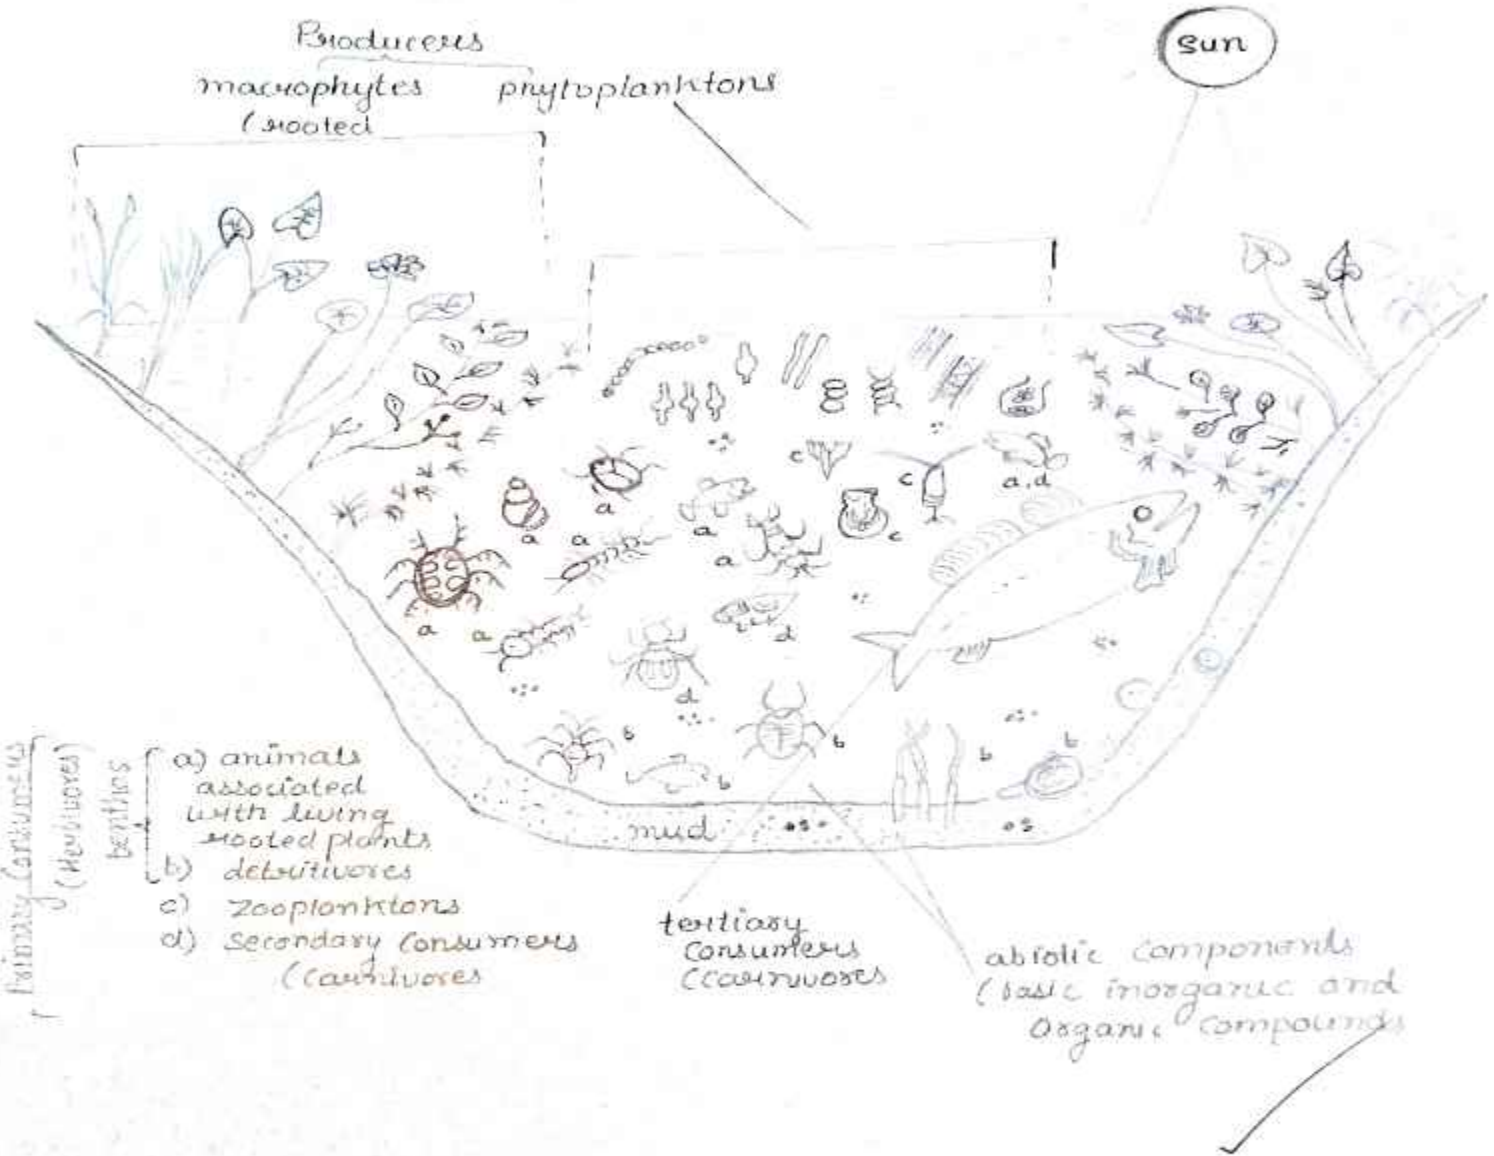 Producers
Sun
macrophytes phytoplanktons
(rooted
c
c
a,d
a
a
a
a
c
a
a
a
d
d
b
b
b
b
b
mud
Primary Consumers
(Herbivores)
benthos
a) animals
associated
with living
rooted plants
b) detritivores
c) zooplanktons
d) Secondary Consumers
(Carnivores
tertiary
Consumers
(carnivores
abiotic components
(basic inorganic and
organic compounds